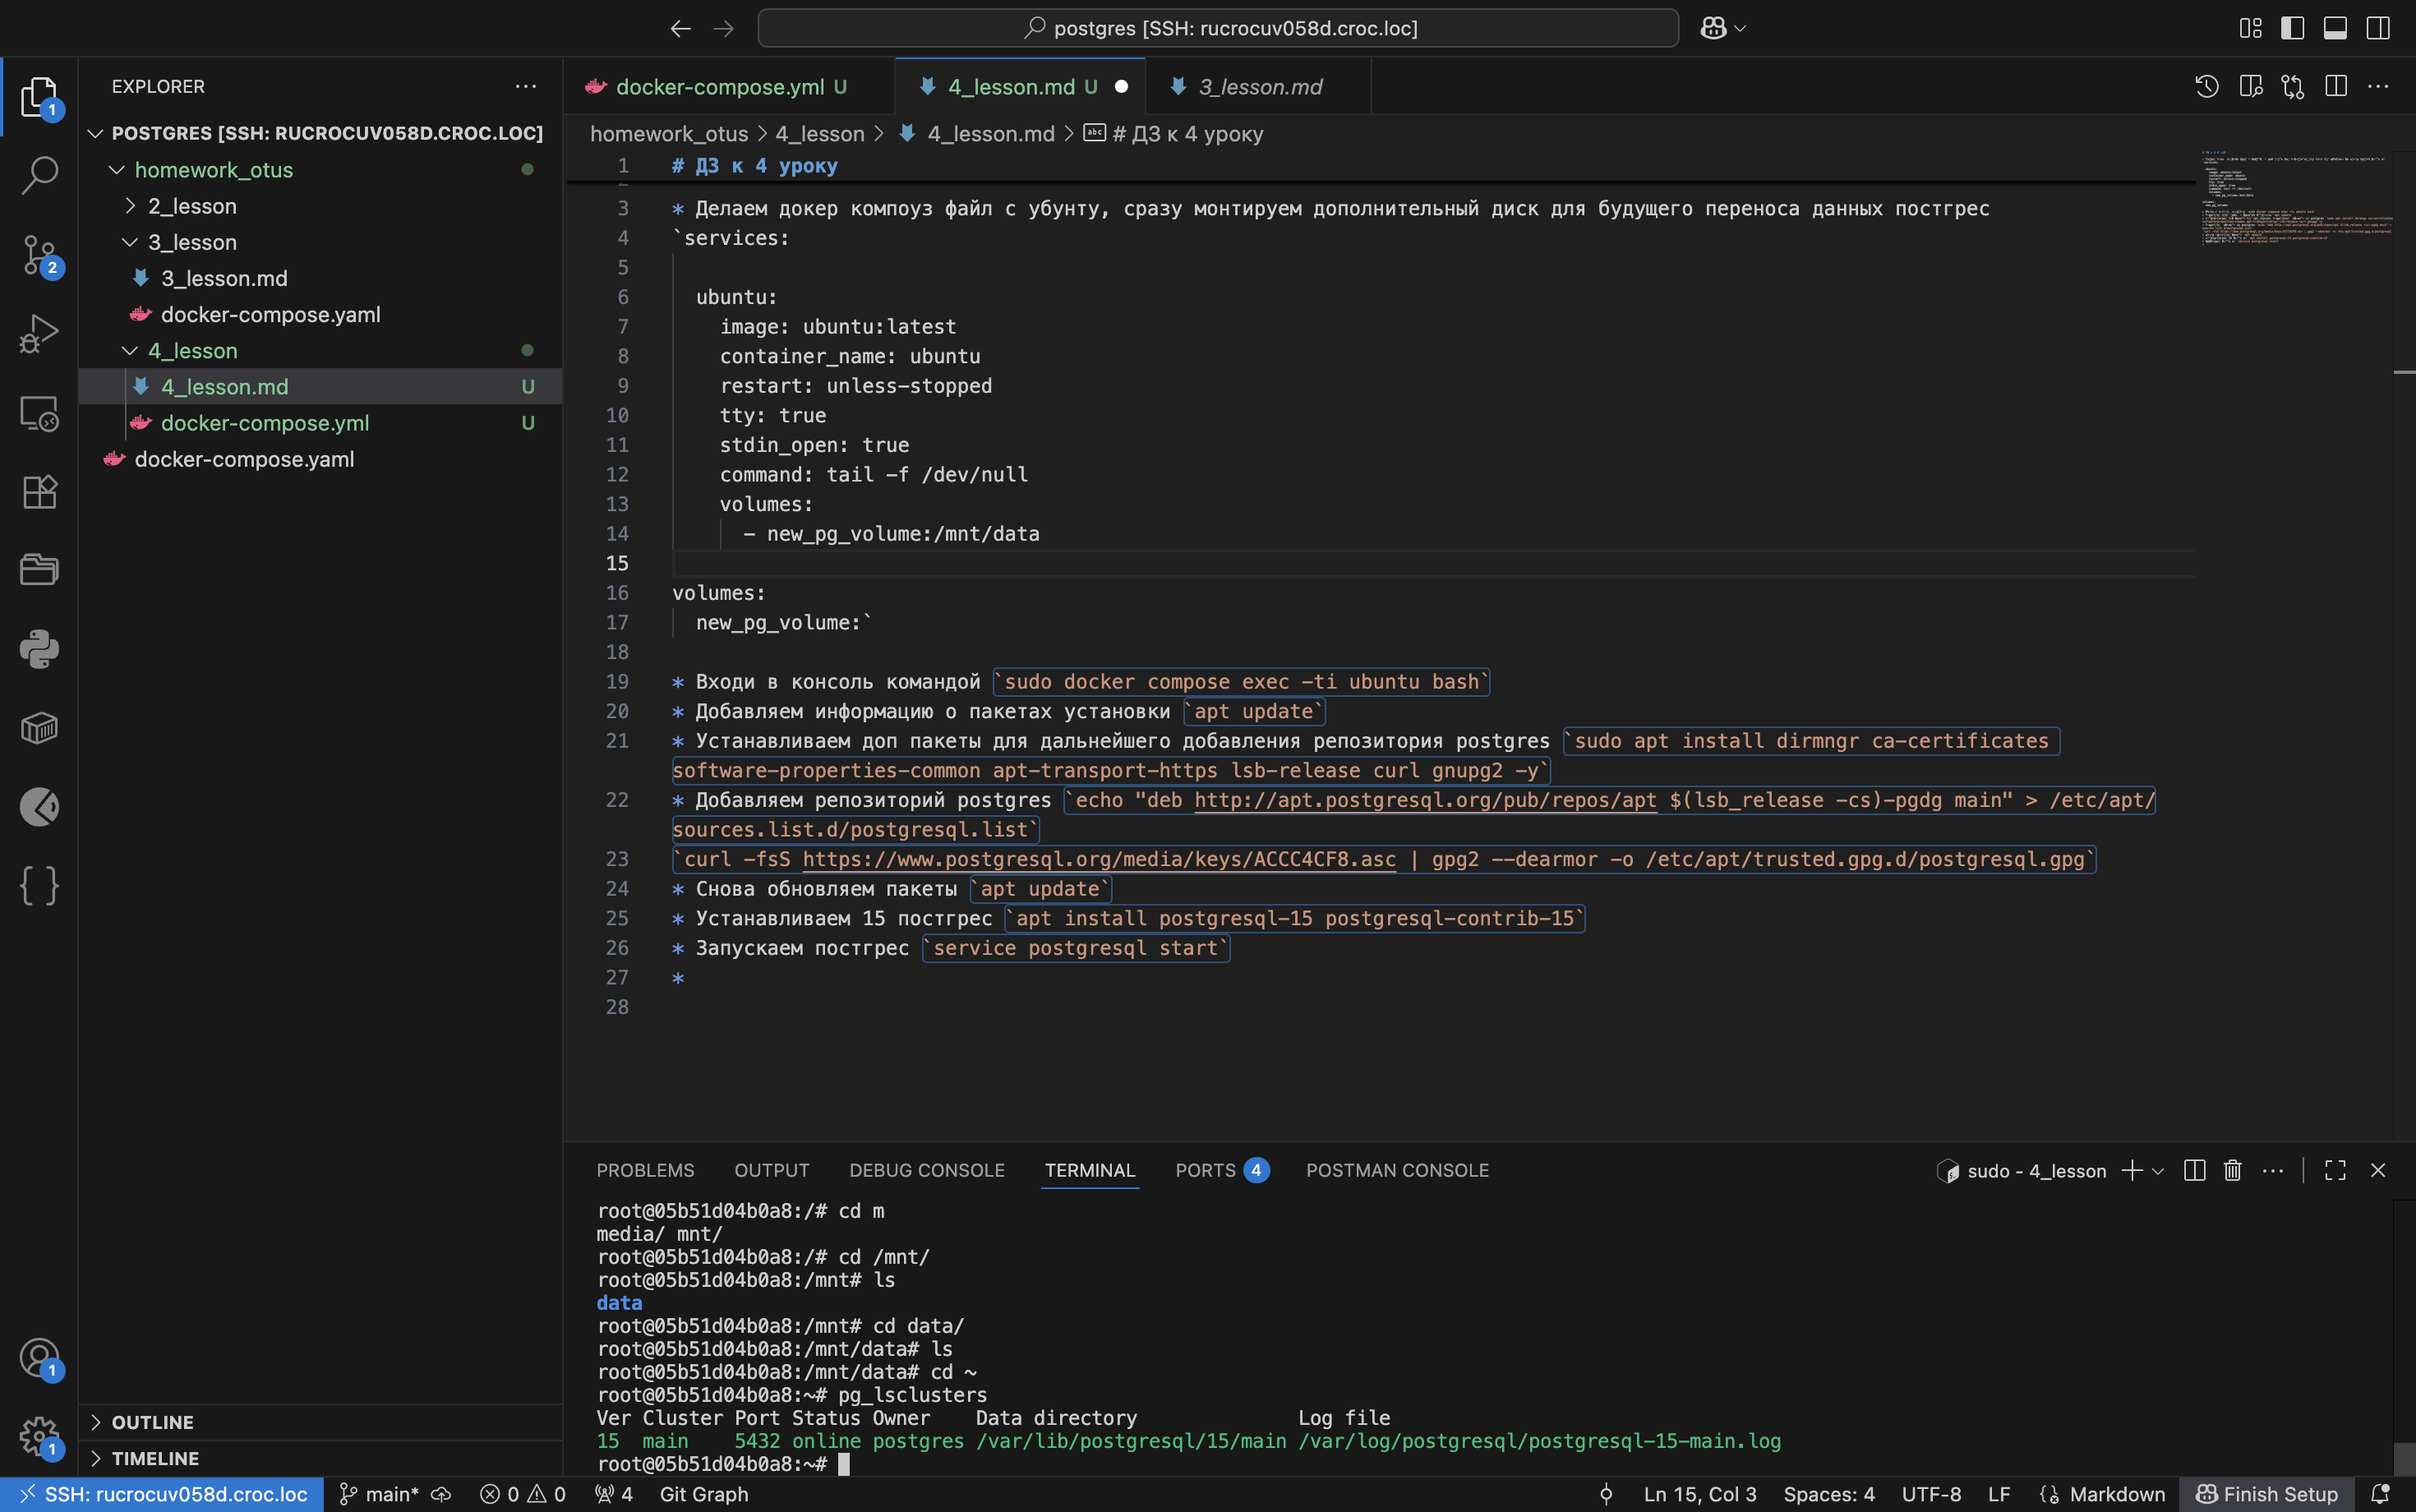 postgres [SSH: rucrocuv058d.croc.loc]
EXPLORER
docker-compose.yml U
4_lesson.md U
3_lesson.md
1
POSTGRES [SSH: RUCROCUV058D.CROC.LOC]
homework_otus > 4_lesson > 4_lesson.md > # ДЗ к 4 уроку
homework_otus
2_lesson
3_lesson
3_lesson.md
docker-compose.yaml
4_lesson
4_lesson.md U
docker-compose.yml U
docker-compose.yaml
2
1 # ДЗ к 4 уроку
3 * Делаем докер компоуз файл с убунту, сразу монтируем дополнительный диск для будущего переноса данных постгрес
4 `services:
5
6 ubuntu:
7 image: ubuntu:latest
8 container_name: ubuntu
9 restart: unless-stopped
10 tty: true
11 stdin_open: true
12 command: tail -f /dev/null
13 volumes:
14 - new_pg_volume:/mnt/data
15
16 volumes:
17 new_pg_volume:`
18
19 * Входи в консоль командой `sudo docker compose exec -ti ubuntu bash`
20 * Добавляем информацию о пакетах установки `apt update`
21 * Устанавливаем доп пакеты для дальнейшего добавления репозитория postgres `sudo apt install dirmngr ca-certificates
software-properties-common apt-transport-https lsb-release curl gnupg2 -y`
22 * Добавляем репозиторий postgres `echo "deb http://apt.postgresql.org/pub/repos/apt $(lsb_release -cs)-pgdg main" > /etc/apt/
sources.list.d/postgresql.list`
23 `curl -fsS https://www.postgresql.org/media/keys/ACCC4CF8.asc | gpg2 --dearmor -o /etc/apt/trusted.gpg.d/postgresql.gpg`
24 * Снова обновляем пакеты `apt update`
25 * Устанавливаем 15 постгрес `apt install postgresql-15 postgresql-contrib-15`
26 * Запускаем постгрес `service postgresql start`
27 *
28
PROBLEMS OUTPUT DEBUG CONSOLE TERMINAL PORTS 4 POSTMAN CONSOLE
sudo - 4_lesson
root@05b51d04b0a8:/# cd m
media/ mnt/
root@05b51d04b0a8:/# cd /mnt/
root@05b51d04b0a8:/mnt# ls
data
root@05b51d04b0a8:/mnt# cd data/
root@05b51d04b0a8:/mnt/data# ls
root@05b51d04b0a8:/mnt/data# cd ~
root@05b51d04b0a8:~# pg_lsclusters
Ver Cluster Port Status Owner Data directory Log file
15 main 5432 online postgres /var/lib/postgresql/15/main /var/log/postgresql/postgresql-15-main.log
root@05b51d04b0a8:~#
1
1
OUTLINE
TIMELINE
SSH: rucrocuv058d.croc.loc main* 0 0 4 Git Graph Ln 15, Col 3 Spaces: 4 UTF-8 LF Markdown Finish Setup